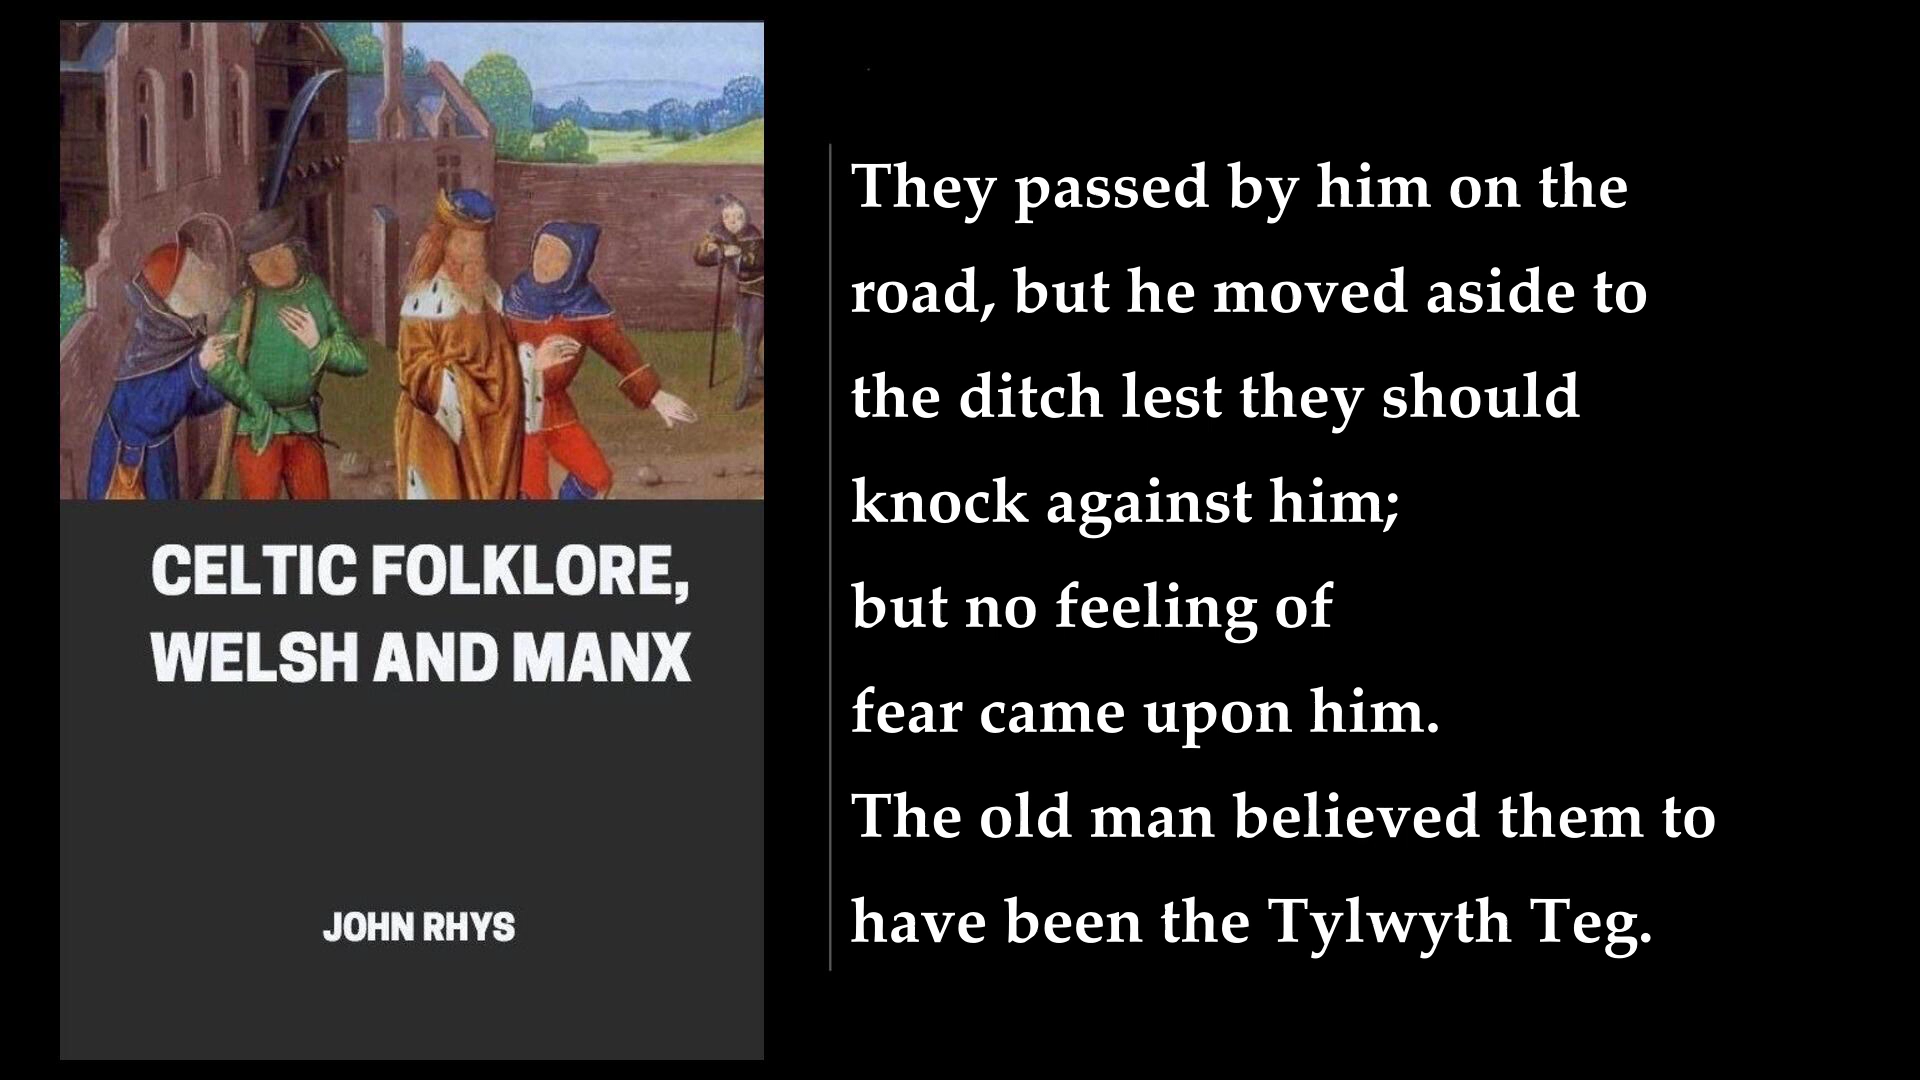 CELTIC FOLKLORE,
WELSH AND MANX
JOHN RHYS
They passed by him on the
road, but he moved aside to
the ditch lest they should
knock against him;
but no feeling of
fear came upon him.
The old man believed them to
have been the Tylwyth Teg.